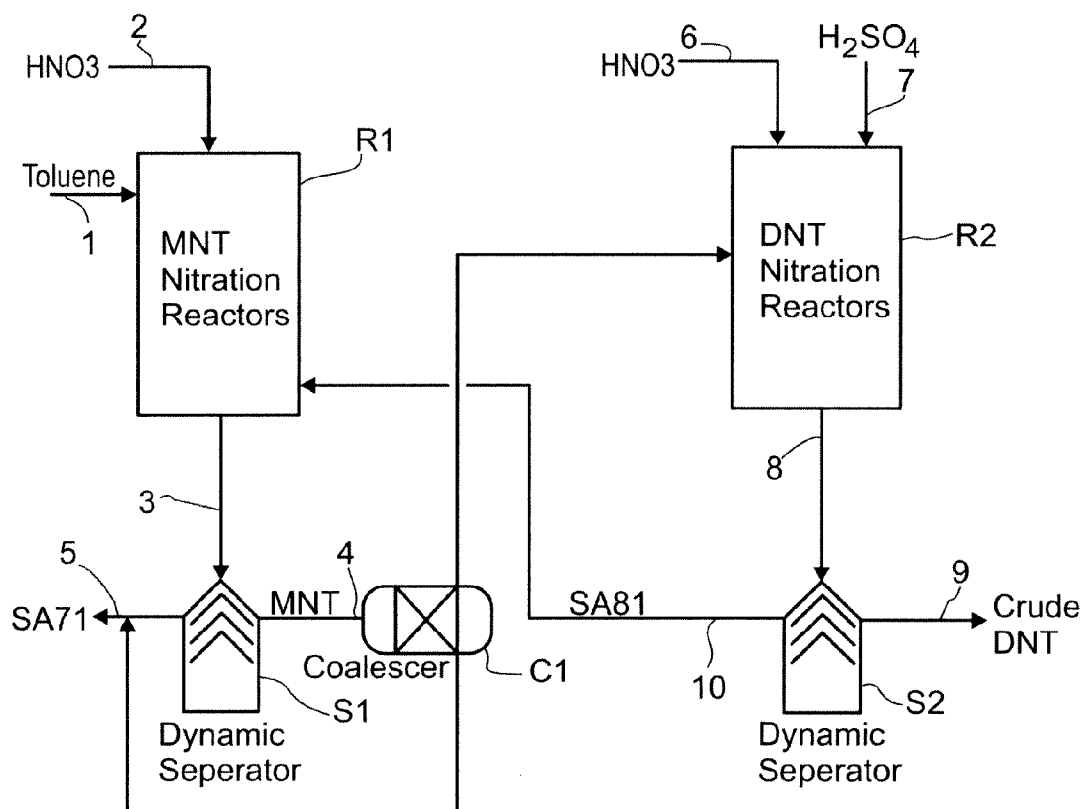 2
HNO3
6
HNO3
H2SO4
7
R1
Toluene
1
MNT
Nitration
Reactors
DNT
Nitration
Reactors
R2
3
8
5
SA71
MNT
4
Coalescer
C1
SA81
10
9
Crude
DNT
S1
Dynamic
Seperator
S2
Dynamic
Seperator